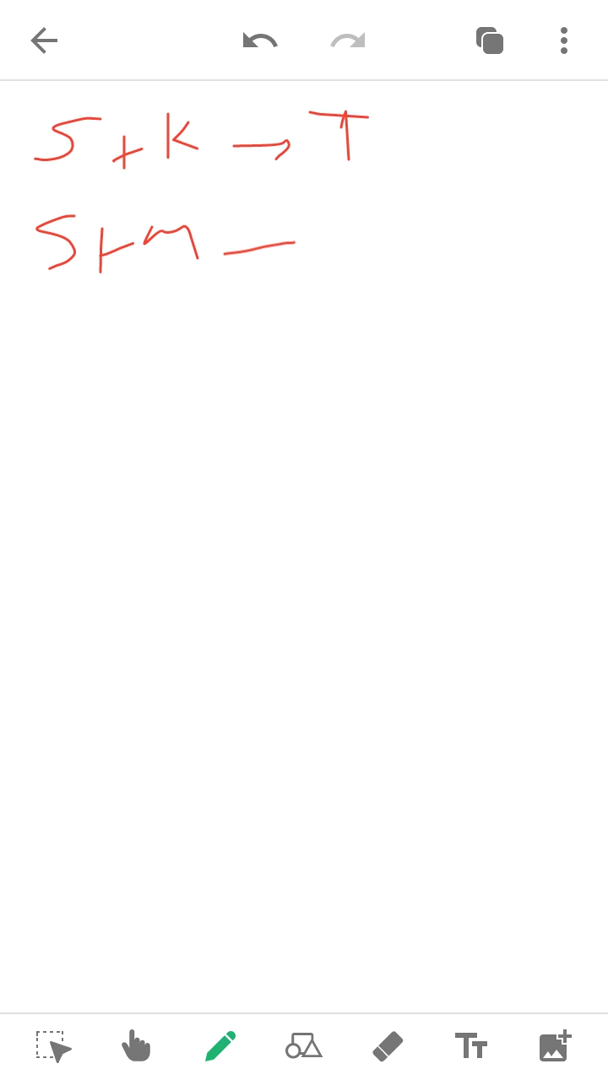 S + K → T
S + M —